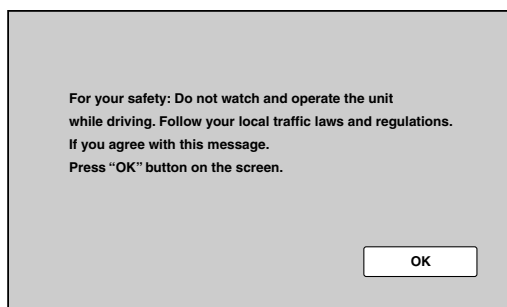 For your safety: Do not watch and operate the unit
while driving. Follow your local traffic laws and regulations.
If you agree with this message.
Press “OK” button on the screen.
OK